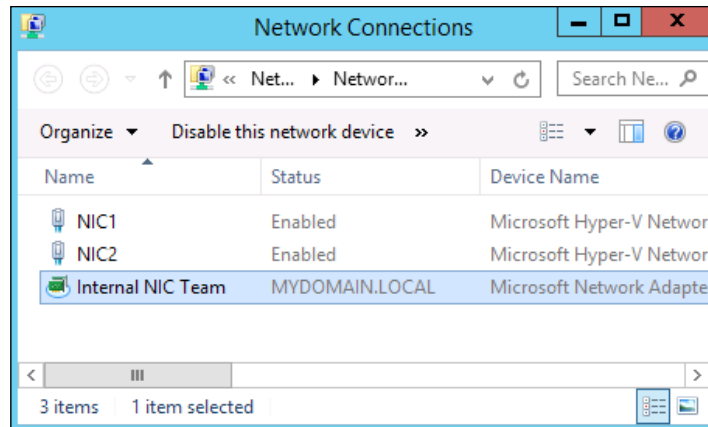 Network Connections
« Net... Networ... Search Ne...
Organize Disable this network device »
Name Status Device Name
NIC1 Enabled Microsoft Hyper-V Networ
NIC2 Enabled Microsoft Hyper-V Networ
Internal NIC Team MYDOMAIN.LOCAL Microsoft Network Adapte
3 items 1 item selected